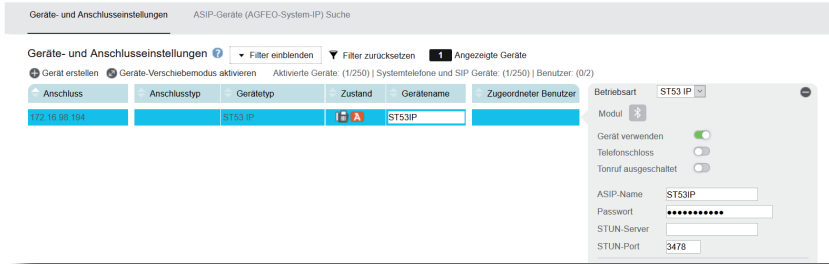 Geräte- und Anschlusseinstellungen ASIP-Geräte (AGFEO-System-IP) Suche
Geräte- und Anschlusseinstellungen ? Filter einblenden Filter zurücksetzen 1 Angezeigte Geräte
Gerät erstellen Geräte-Verschiebemodus aktivieren Aktivierte Geräte: (1/250) | Systemtelefone und SIP Geräte: (1/250) | Benutzer: (0/2)
Anschluss Anschlusstyp Gerätetyp Zustand Gerätename Zugeordneter Benutzer
172.16.98.194 ST53 IP A ST53IP
Betriebsart ST53 IP
Modul
Gerät verwenden
Telefonschloss
Tonruf ausgeschaltet
ASIP-Name ST53IP
Passwort •••••••••••
STUN-Server
STUN-Port 3478